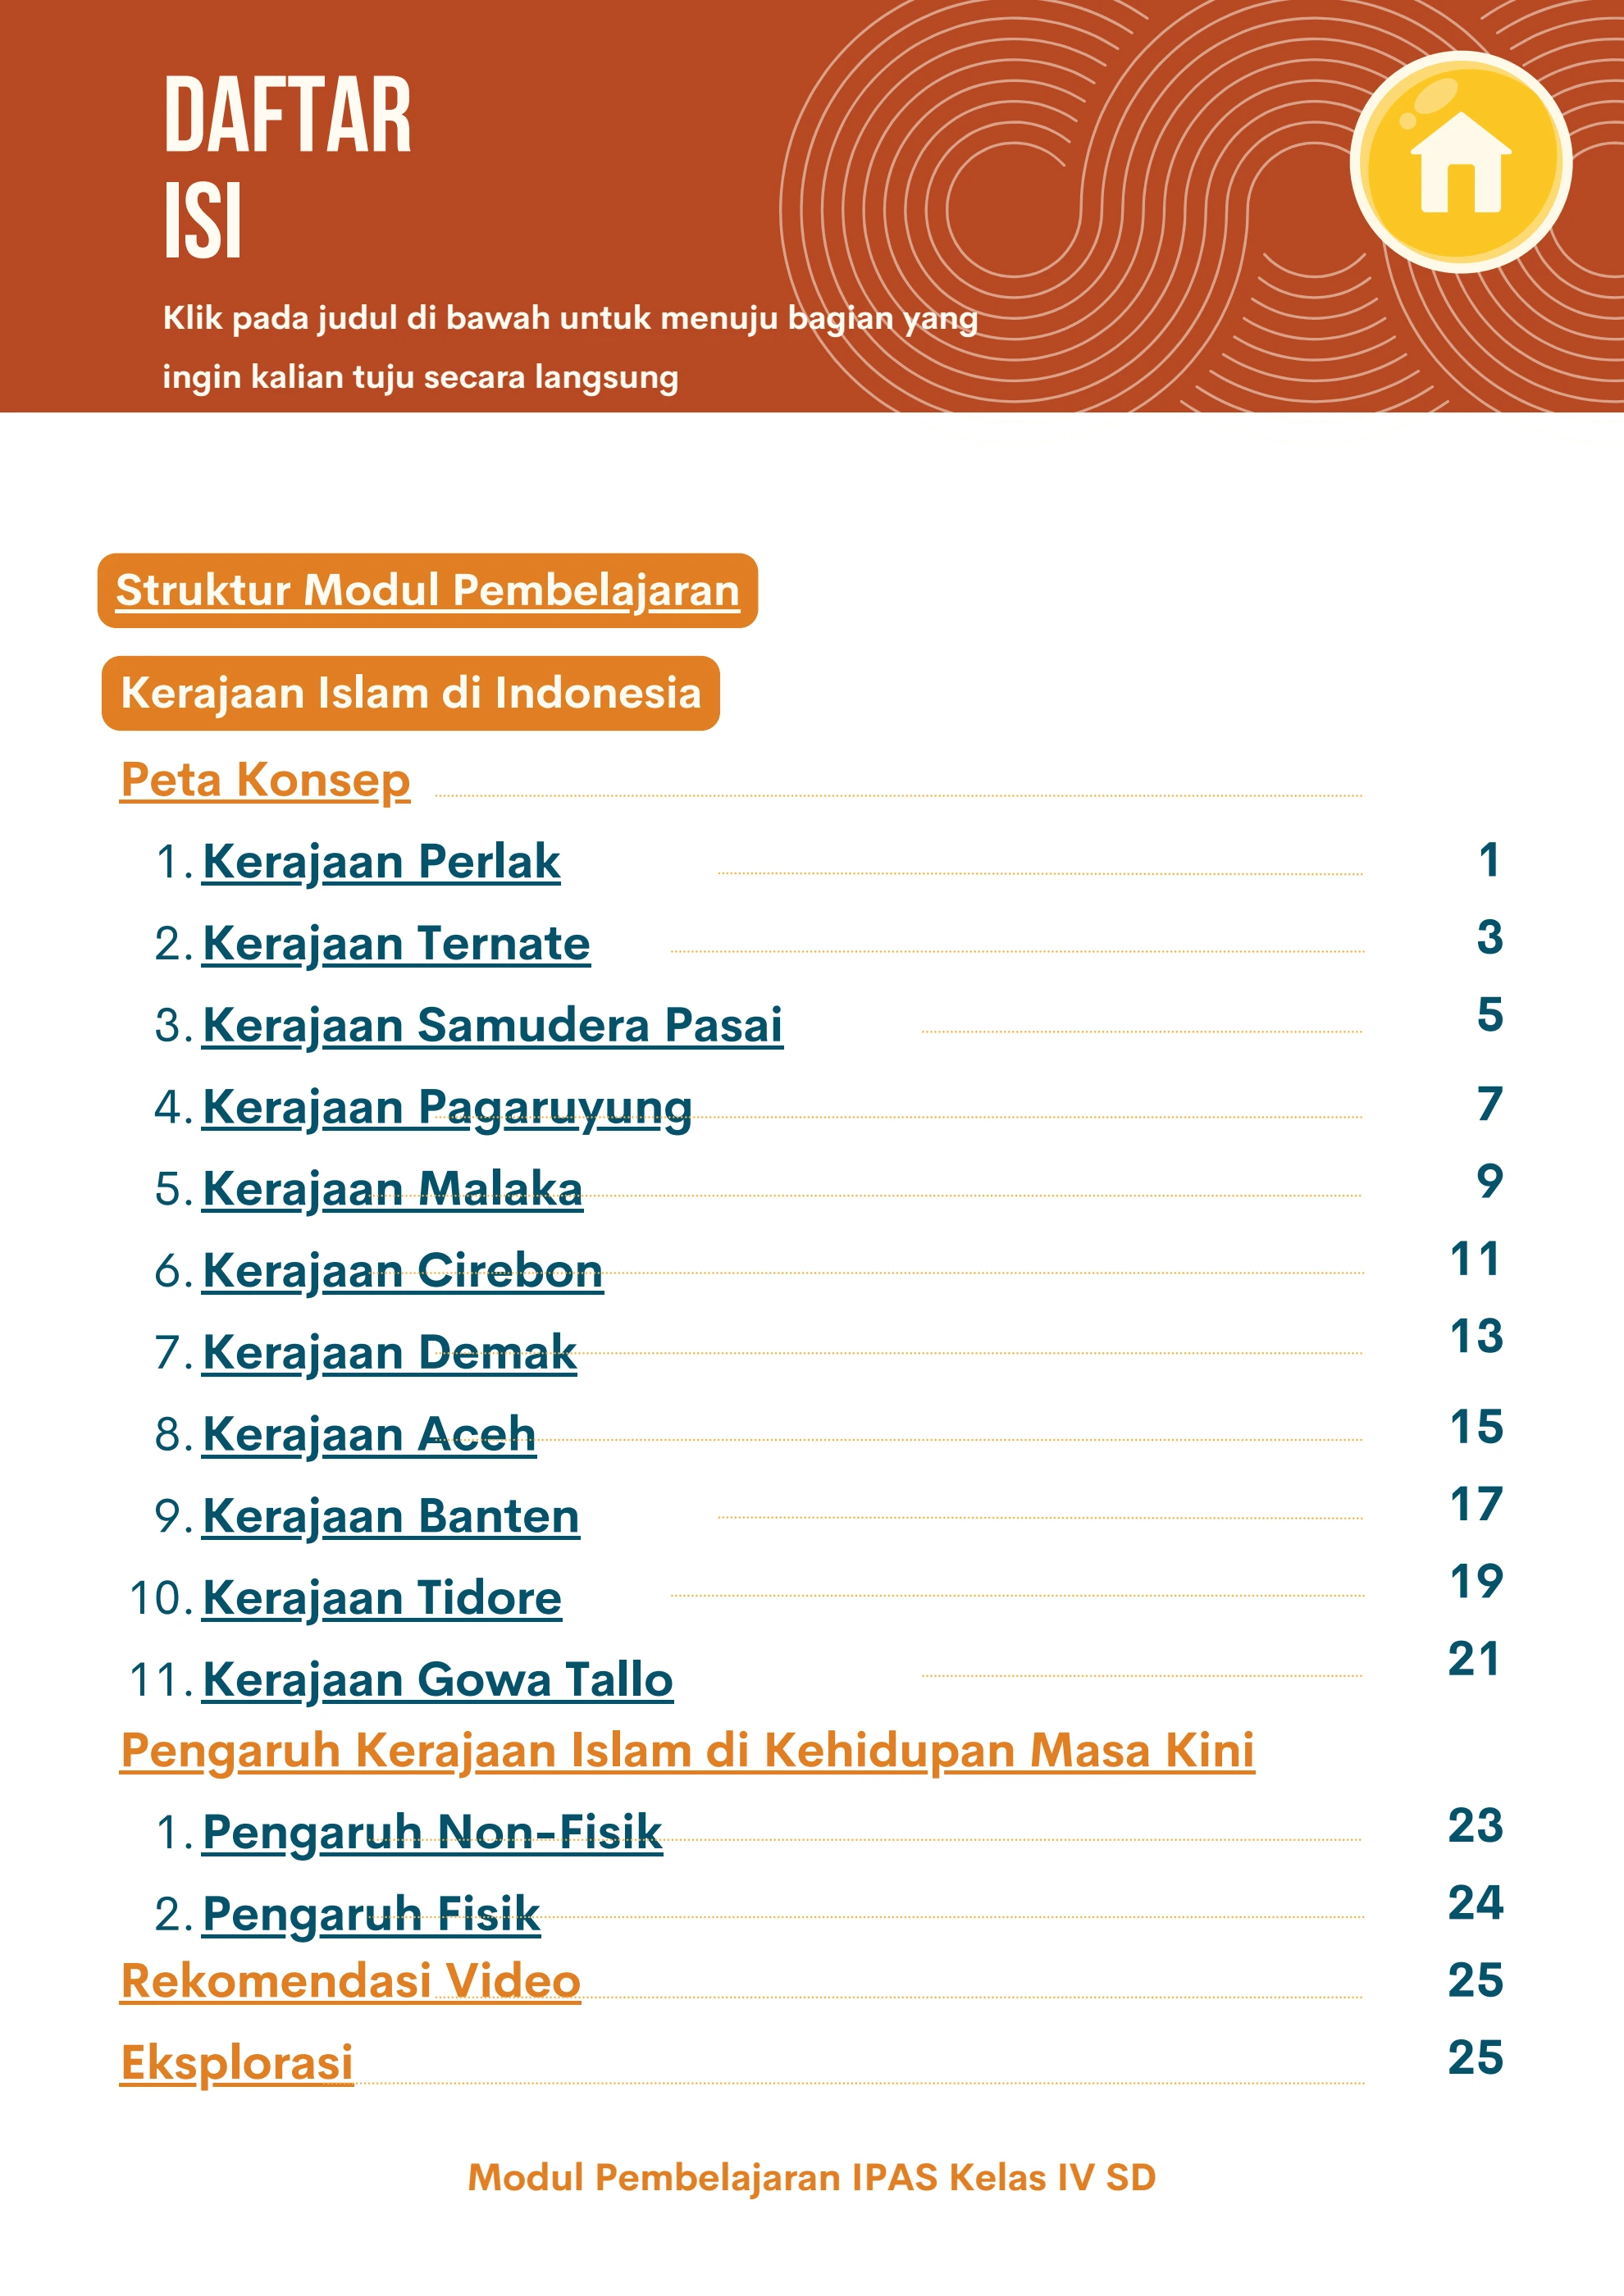 DAFTAR
ISI
Klik pada judul di bawah untuk menuju bagian yang
ingin kalian tuju secara langsung
Struktur Modul Pembelajaran
Kerajaan Islam di Indonesia
Peta Konsep
1. Kerajaan Perlak 1
2. Kerajaan Ternate 3
3. Kerajaan Samudera Pasai 5
4. Kerajaan Pagaruyung 7
5. Kerajaan Malaka 9
6. Kerajaan Cirebon 11
7. Kerajaan Demak 13
8. Kerajaan Aceh 15
9. Kerajaan Banten 17
10. Kerajaan Tidore 19
11. Kerajaan Gowa Tallo 21
Pengaruh Kerajaan Islam di Kehidupan Masa Kini
1. Pengaruh Non-Fisik 23
2. Pengaruh Fisik 24
Rekomendasi Video 25
Eksplorasi 25
Modul Pembelajaran IPAS Kelas IV SD